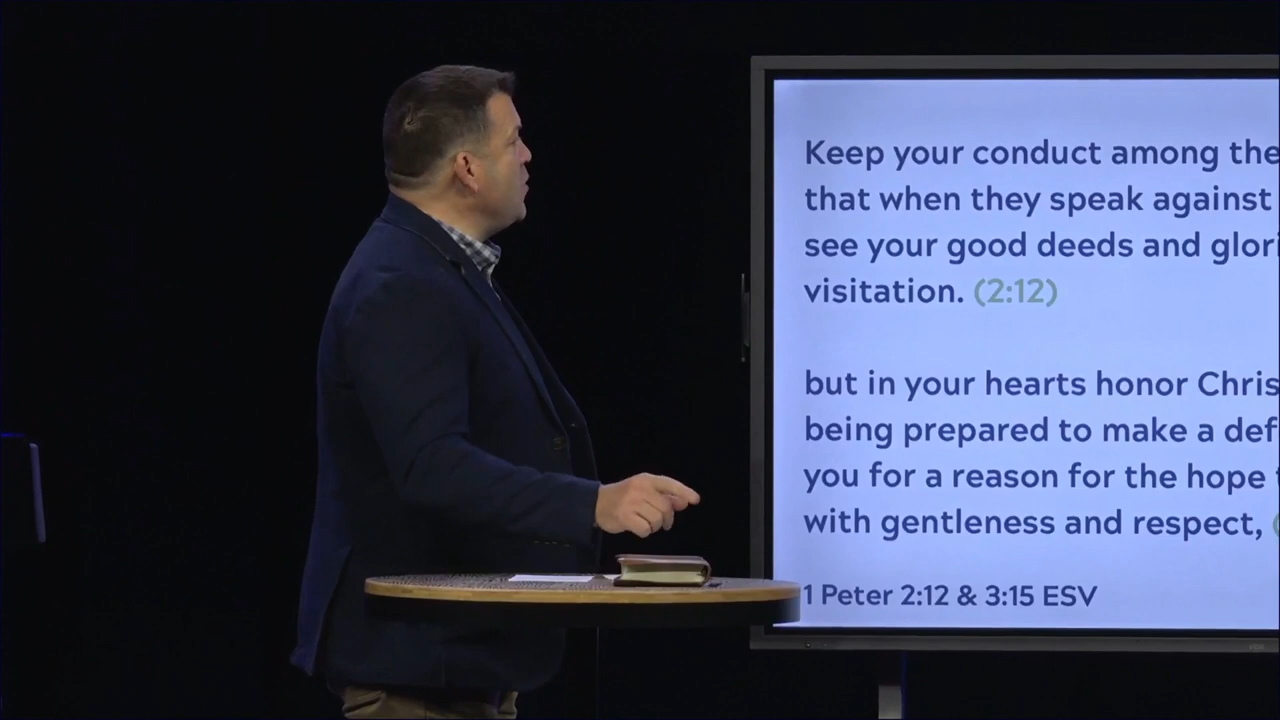 Keep your conduct among the
that when they speak against
see your good deeds and glori
visitation. (2:12)
but in your hearts honor Chris
being prepared to make a def
you for a reason for the hope
with gentleness and respect,
1 Peter 2:12 & 3:15 ESV